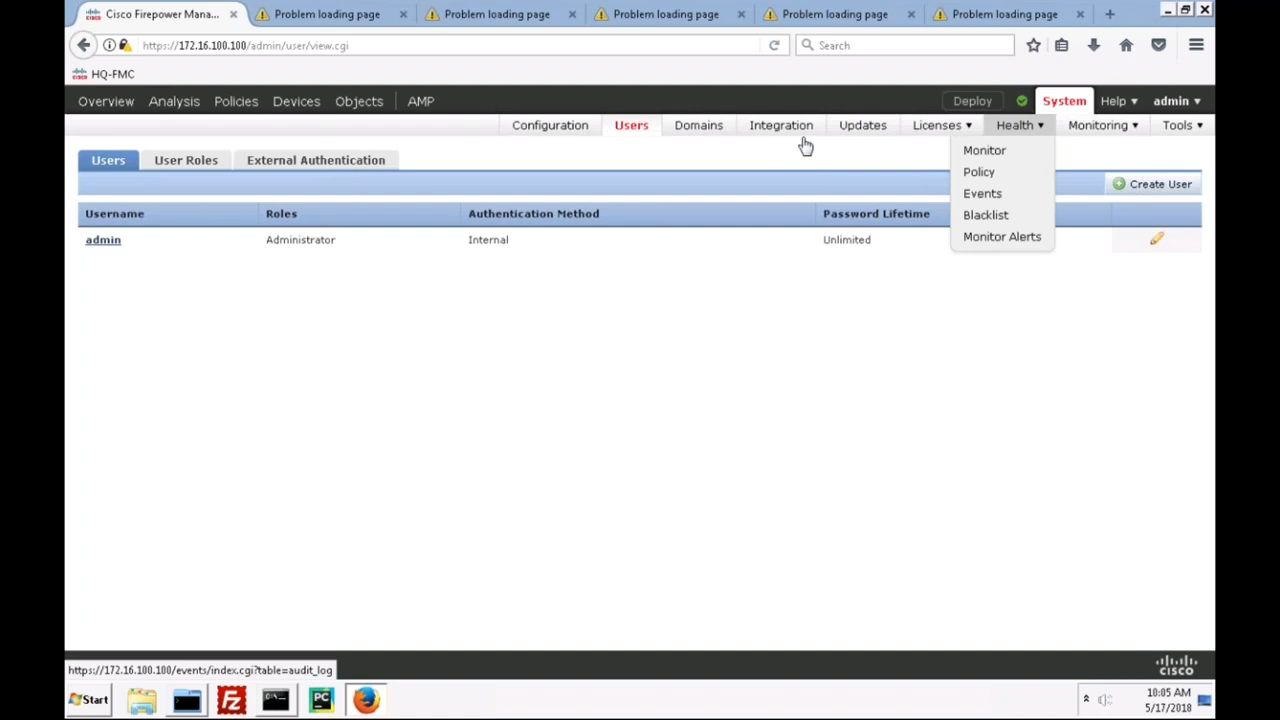 Cisco Firepower Mana... Problem loading page Problem loading page Problem loading page Problem loading page Problem loading page
https://172.16.100.100/admin/user/view.cgi Search
HQ-FMC
Overview Analysis Policies Devices Objects AMP Deploy System Help admin
Configuration Users Domains Integration Updates Licenses Health Monitoring Tools
Users User Roles External Authentication
Monitor
Policy
Events
Blacklist
Monitor Alerts
Create User
Username Roles Authentication Method Password Lifetime
admin Administrator Internal Unlimited
https://172.16.100.100/events/index.cgi?table=audit_log
CISCO
Start Fz PC 10:05 AM
5/17/2018